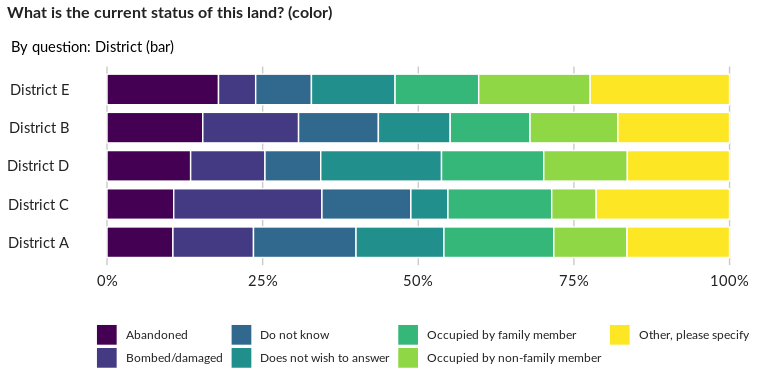 What is the current status of this land? (color)
By question: District (bar)
District E
District B
District D
District C
District A
0% 25% 50% 75% 100%
Abandoned Do not know Occupied by family member Other, please specify
Bombed/damaged Does not wish to answer Occupied by non-family member